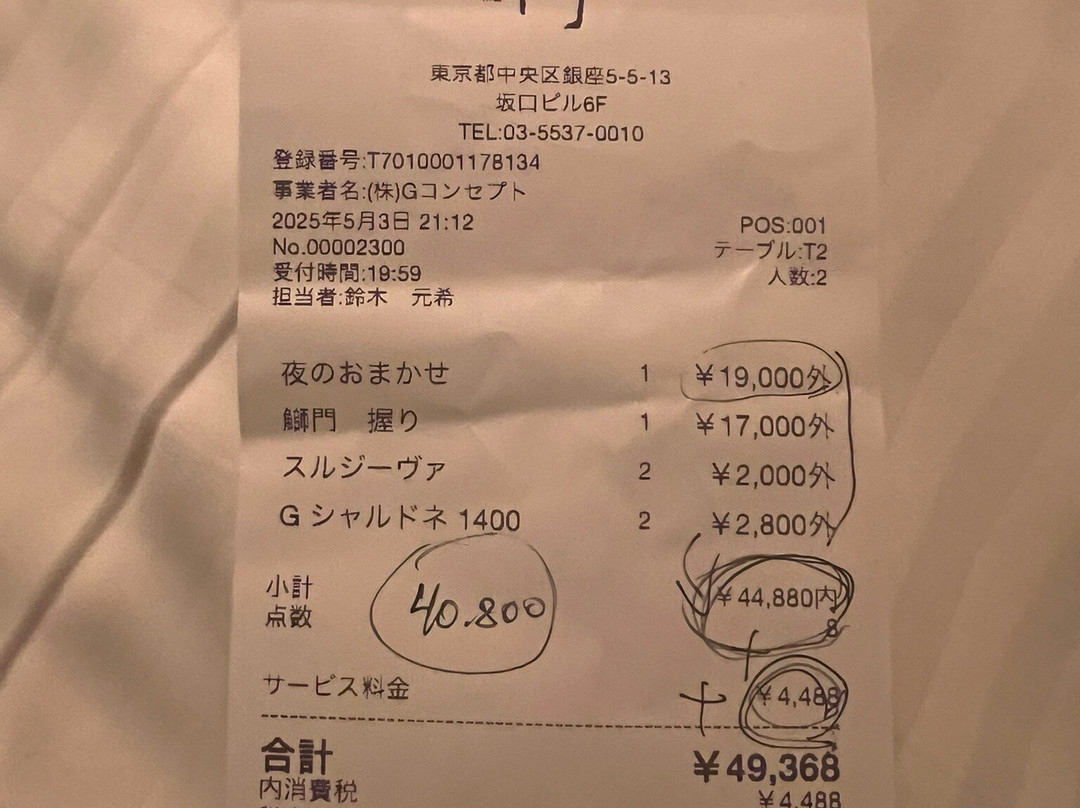 東京都中央区銀座5-5-13
坂口ビル6F
TEL:03-5537-0010
登録番号:T7010001178134
事業者名:(株)Gコンセプト
2025年5月3日 21:12 POS:001
No.00002300 テーブル:T2
受付時間:19:59 人数:2
担当者:鈴木 元希
夜のおまかせ 1 ¥19,000外
鰤門 握り 1 ¥17,000外
スルジーヴァ 2 ¥2,000外
G シャルドネ 1400 2 ¥2,800外
小計 ¥44,880内
点数 8
40.800
サービス料金 ¥4,488
合計 ¥49,368
内消費税 ¥4,488